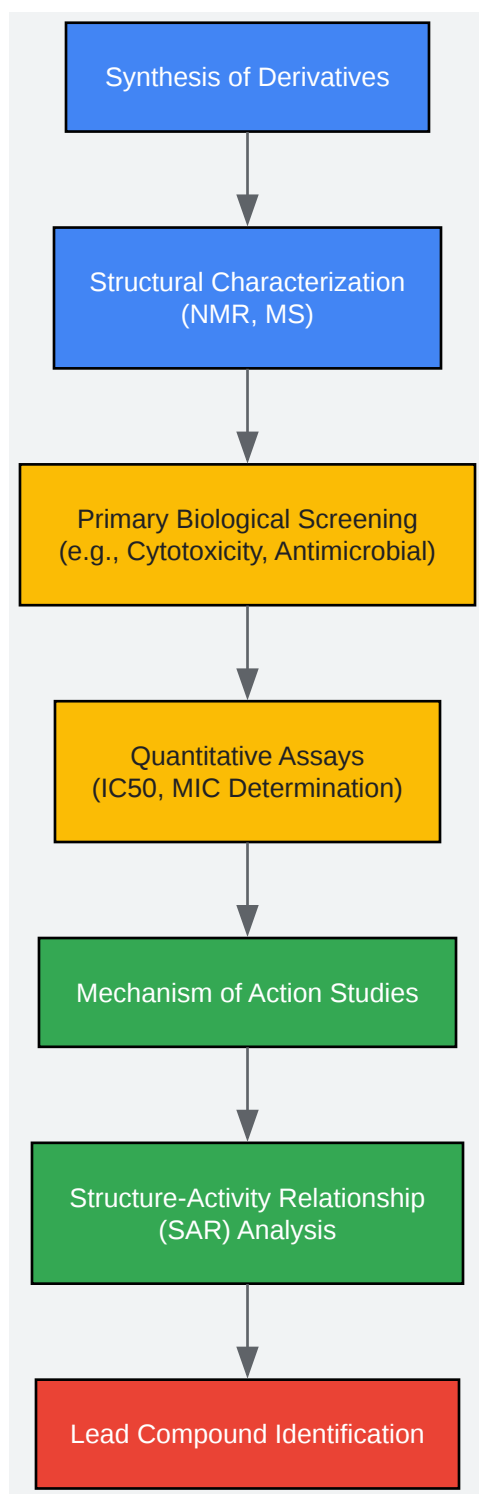 Synthesis of Derivatives
Structural Characterization
(NMR, MS)
Primary Biological Screening
(e.g., Cytotoxicity, Antimicrobial)
Quantitative Assays
(IC50, MIC Determination)
Mechanism of Action Studies
Structure-Activity Relationship
(SAR) Analysis
Lead Compound Identification